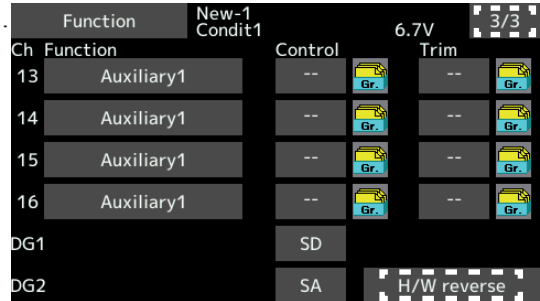 Function New-1 Condit1 6.7V 3/3
Ch Function Control Trim
13 Auxiliary1 -- Gr. -- Gr.
14 Auxiliary1 -- Gr. -- Gr.
15 Auxiliary1 -- Gr. -- Gr.
16 Auxiliary1 -- Gr. -- Gr.
DG1 SD
DG2 SA H/W reverse